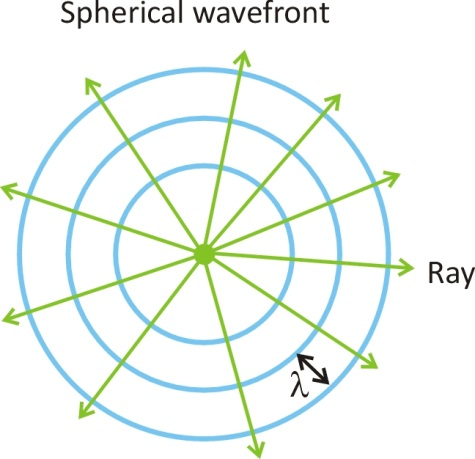 Spherical wavefront
Ray
λ